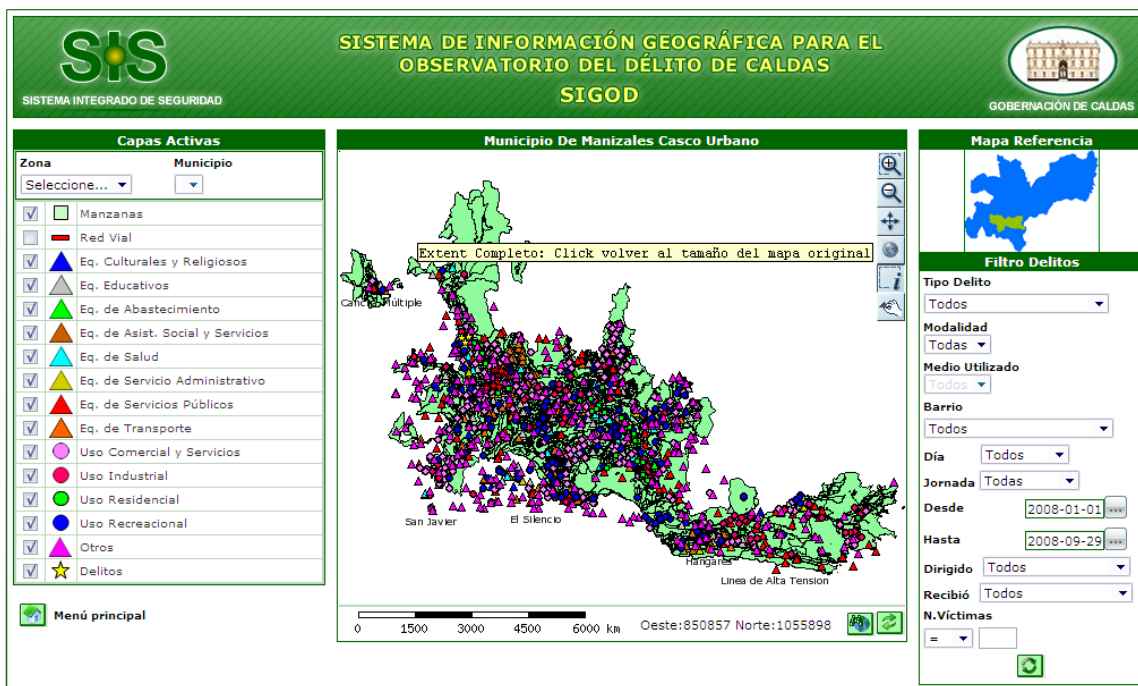 SIS
SISTEMA INTEGRADO DE SEGURIDAD
SISTEMA DE INFORMACIÓN GEOGRÁFICA PARA EL
OBSERVATORIO DEL DÉLITO DE CALDAS
SIGOD
GOBERNACIÓN DE CALDAS
Capas Activas
Zona Municipio
Seleccione...
Manzanas
Red Vial
Eq. Culturales y Religiosos
Eq. Educativos
Eq. de Abastecimiento
Eq. de Asist. Social y Servicios
Eq. de Salud
Eq. de Servicio Administrativo
Eq. de Servicios Públicos
Eq. de Transporte
Uso Comercial y Servicios
Uso Industrial
Uso Residencial
Uso Recreacional
Otros
Delitos
Menú principal
Municipio De Manizales Casco Urbano
Extent Completo: Click volver al tamaño del mapa original
Múltiple
San Javier
El Silencio
Hangares
Linea de Alta Tension
0 1500 3000 4500 6000 km
Oeste:850857 Norte:1055898
Mapa Referencia
Filtro Delitos
Tipo Delito
Todos
Modalidad
Todas
Medio Utilizado
Todos
Barrio
Todos
Día Todos
Jornada Todas
Desde 2008-01-01 ...
Hasta 2008-09-29 ...
Dirigido Todos
Recibió Todos
N.Víctimas
=